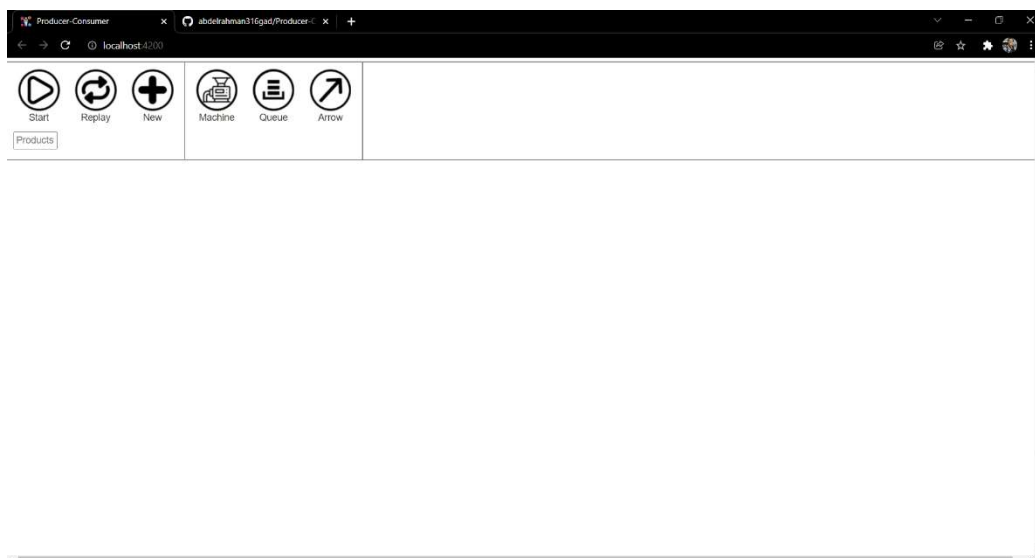 Producer-Consumer
abdelrahman316gad/Producer-C
localhost:4200
Start Replay New Machine Queue Arrow
Products